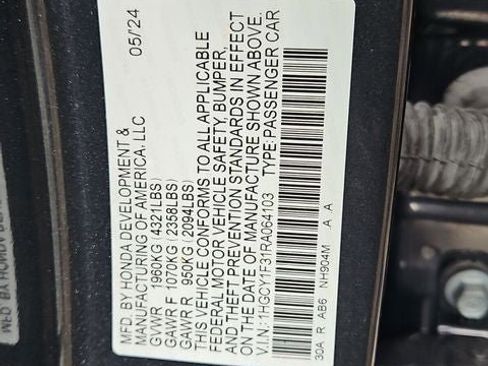 MFD. BY HONDA DEVELOPMENT & 05/24
MANUFACTURING OF AMERICA, LLC
GVWR 1960KG (4321LBS)
GAWR F 1070KG (2358LBS)
GAWR R 950KG (2094LBS)
THIS VEHICLE CONFORMS TO ALL APPLICABLE
FEDERAL MOTOR VEHICLE SAFETY, BUMPER,
AND THEFT PREVENTION STANDARDS IN EFFECT
ON THE DATE OF MANUFACTURE SHOWN ABOVE.
V.I.N.: 1HGCY1F31RA064103 TYPE:PASSENGER CAR
30A R AB6 NH904M A A